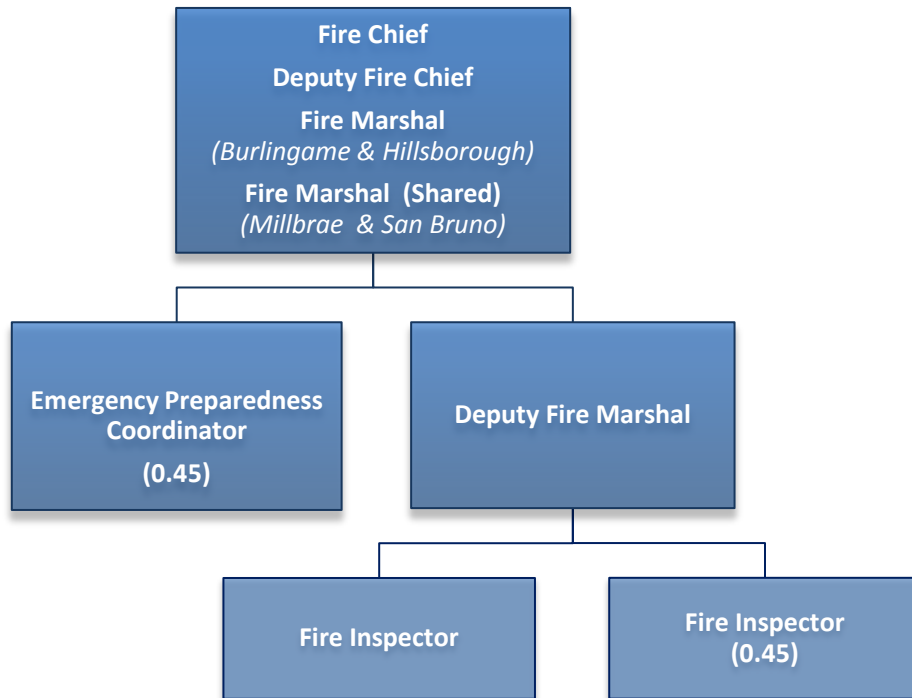 Fire Chief
Deputy Fire Chief
Fire Marshal
(Burlingame & Hillsborough)
Fire Marshal (Shared)
(Millbrae & San Bruno)
Emergency Preparedness
Coordinator
(0.45)
Deputy Fire Marshal
Fire Inspector
Fire Inspector
(0.45)